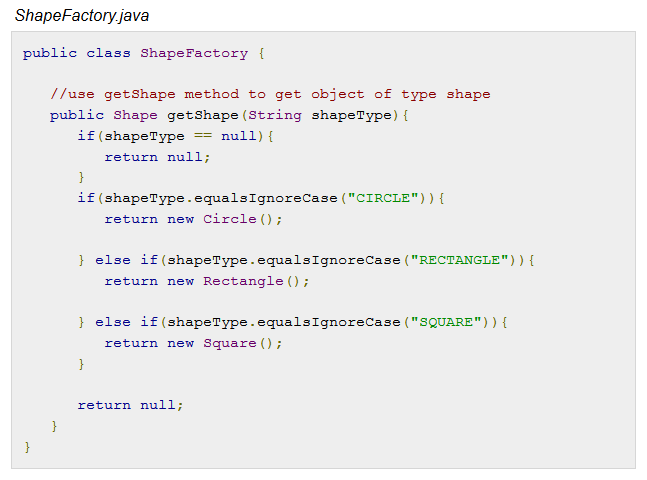 ShapeFactory.java
public class ShapeFactory {
//use getShape method to get object of type shape
public Shape getShape(String shapeType){
if(shapeType == null){
return null;
}
if(shapeType.equalsIgnoreCase("CIRCLE")){
return new Circle();
} else if(shapeType.equalsIgnoreCase("RECTANGLE")){
return new Rectangle();
} else if(shapeType.equalsIgnoreCase("SQUARE")){
return new Square();
}
return null;
}
}